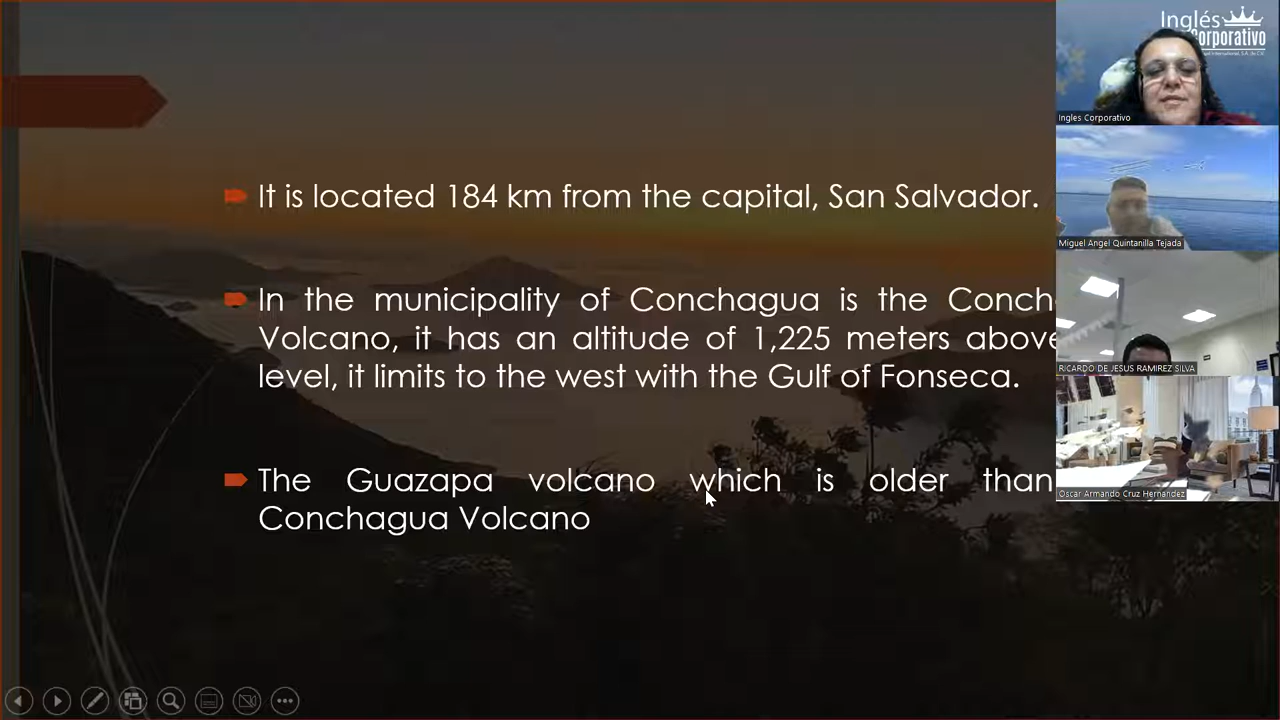 It is located 184 km from the capital, San Salvador.
In the municipality of Conchagua is the Conch
Volcano, it has an altitude of 1,225 meters above
level, it limits to the west with the Gulf of Fonseca.
The Guazapa volcano which is older than
Conchagua Volcano
Inglés
Corporativo
Ingles Corporativo
Miguel Angel Quintanilla Tejada
RICARDO DE JESUS RAMIREZ SILVA
Oscar Armando Cruz Hernandez